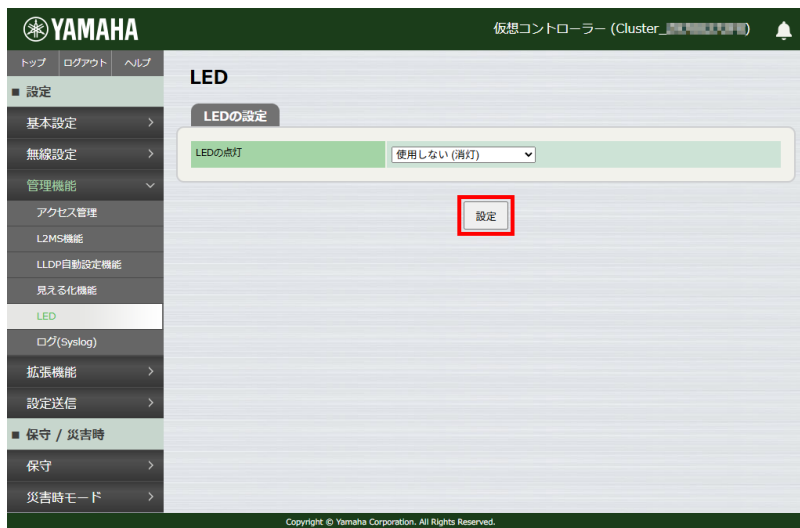 YAMAHA
仮想コントローラー (Cluster_
)
トップ ログアウト ヘルプ
■ 設定
基本設定
無線設定
管理機能
アクセス管理
L2MS機能
LLDP自動設定機能
見える化機能
LED
ログ(Syslog)
拡張機能
設定送信
■ 保守 / 災害時
保守
災害時モード
LED
LEDの設定
LEDの点灯 使用しない (消灯)
設定
Copyright © Yamaha Corporation. All Rights Reserved.